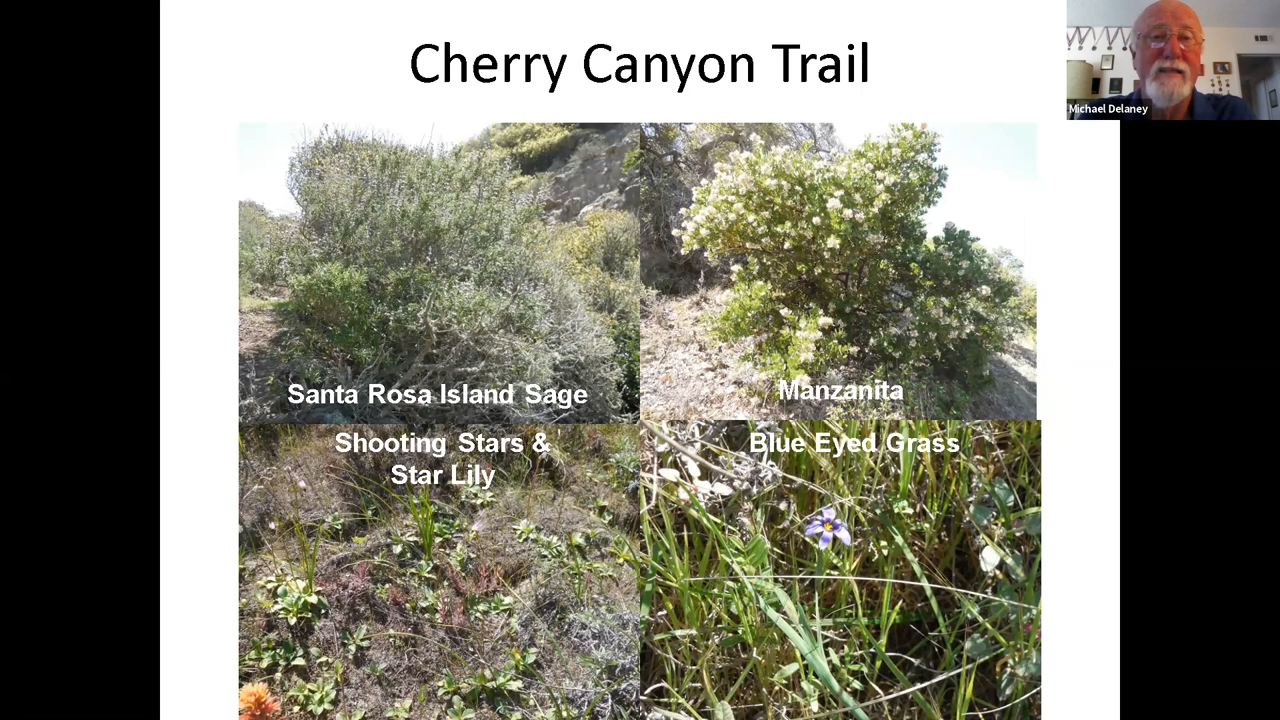 Cherry Canyon Trail
Michael Delaney
Santa Rosa Island Sage
Manzanita
Shooting Stars &
Star Lily
Blue Eyed Grass